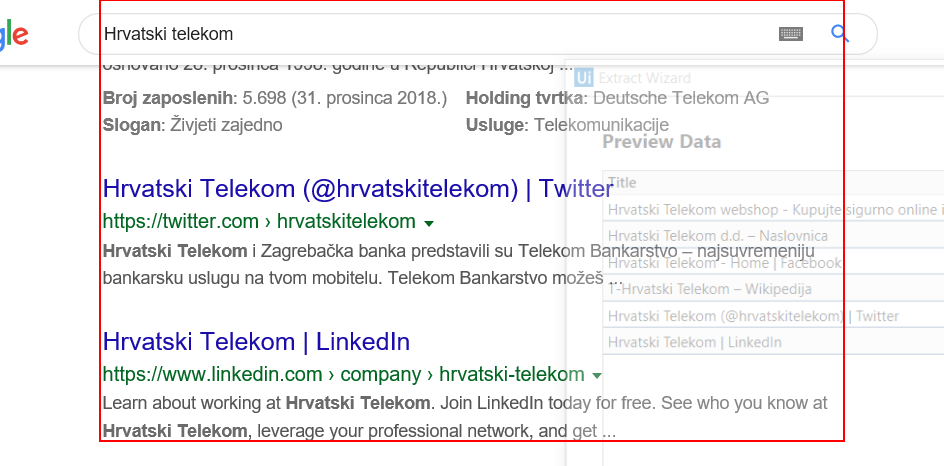 gle
Hrvatski telekom
osnovano 28. prosinca 1998. godine u Republici Hrvatskoj ...
Broj zaposlenih: 5.698 (31. prosinca 2018.)
Holding tvrtka: Deutsche Telekom AG
Slogan: Živjeti zajedno
Usluge: Telekomunikacije
Hrvatski Telekom (@hrvatskitelekom) | Twitter
https://twitter.com › hrvatskitelekom
Hrvatski Telekom i Zagrebačka banka predstavili su Telekom Bankarstvo – najsuvremeniju
bankarsku uslugu na tvom mobitelu. Telekom Bankarstvo možeš ...
Hrvatski Telekom | LinkedIn
https://www.linkedin.com › company › hrvatski-telekom
Learn about working at Hrvatski Telekom. Join LinkedIn today for free. See who you know at
Hrvatski Telekom, leverage your professional network, and get ...
Ui Extract Wizard
Preview Data
Title
Hrvatski Telekom webshop - Kupujte sigurno online i
Hrvatski Telekom d.d. – Naslovnica
Hrvatski Telekom - Home | Facebook
T-Hrvatski Telekom – Wikipedija
Hrvatski Telekom (@hrvatskitelekom) | Twitter
Hrvatski Telekom | LinkedIn